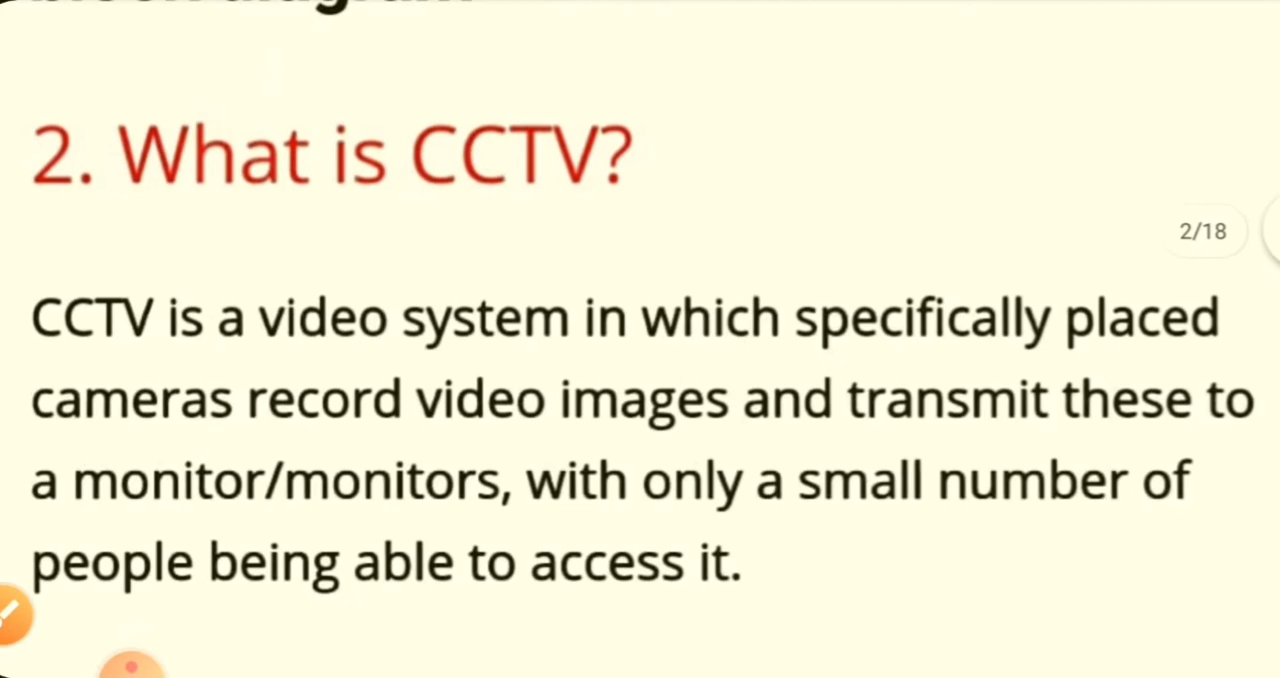 2. What is CCTV?
2/18
CCTV is a video system in which specifically placed
cameras record video images and transmit these to
a monitor/monitors, with only a small number of
people being able to access it.